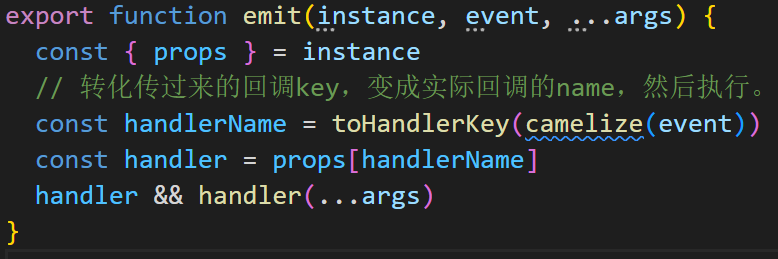 export function emit(instance, event, ...args) {
  const { props } = instance
  // 转化传过来的回调key，变成实际回调的name，然后执行。
  const handlerName = toHandlerKey(camelize(event))
  const handler = props[handlerName]
  handler && handler(...args)
}